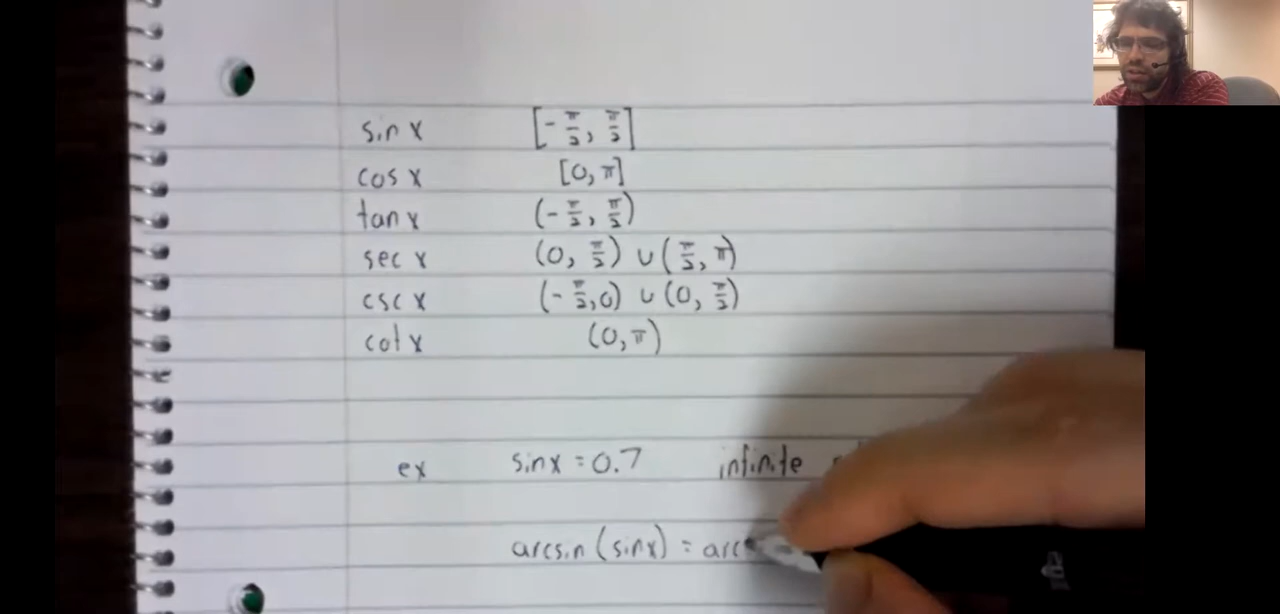 sin x [-π/2, π/2]
cos x [0, π]
tan x (-π/2, π/2)
sec x (0, π/2) ∪ (π/2, π)
csc x (-π/2, 0) ∪ (0, π/2)
cot x (0, π)
ex sin x = 0.7 infinite
arcsin (sin x) = arc